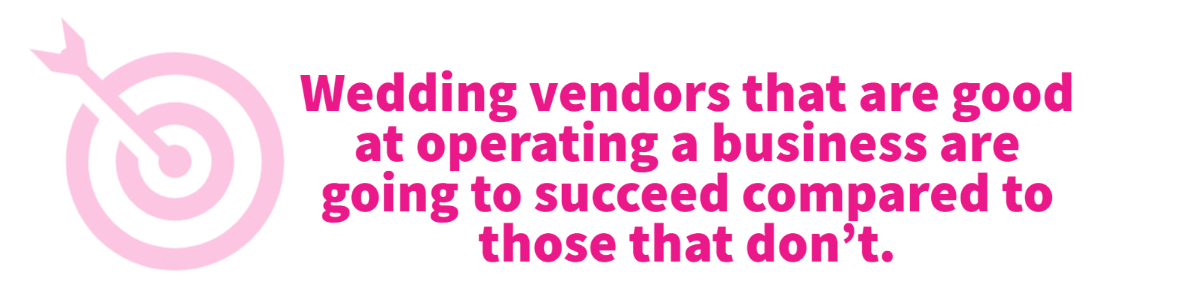 Wedding vendors that are good
at operating a business are
going to succeed compared to
those that don’t.